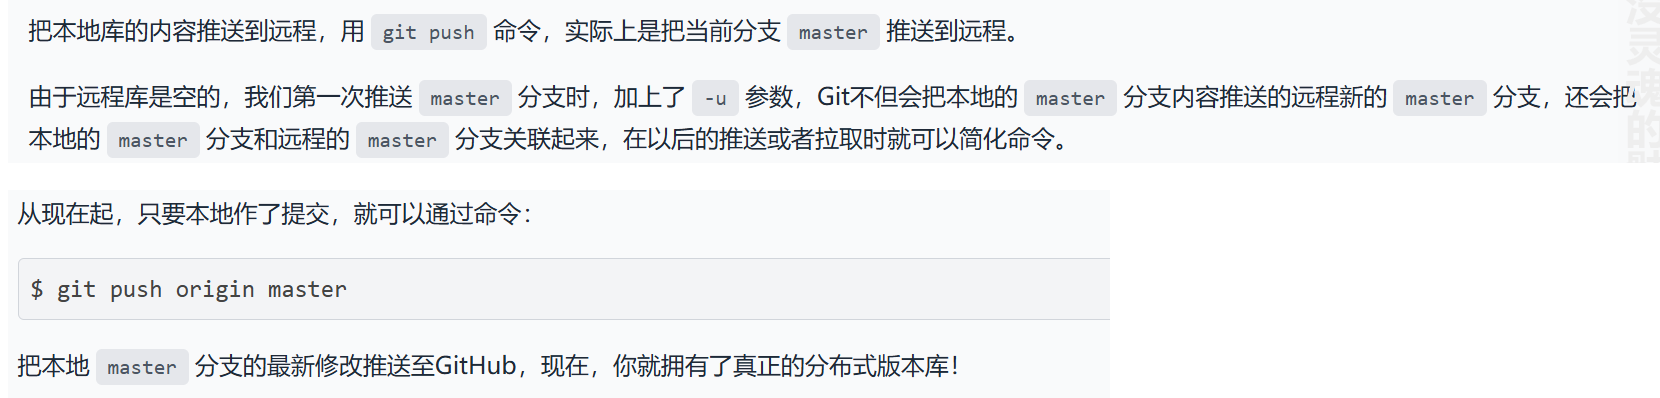 把本地库的内容推送到远程，用 git push 命令，实际上是把当前分支 master 推送到远程。
由于远程库是空的，我们第一次推送 master 分支时，加上了 -u 参数，Git不但会把本地的 master 分支内容推送的远程新的 master 分支，还会把
本地的 master 分支和远程的 master 分支关联起来，在以后的推送或者拉取时就可以简化命令。
没灵魂的
从现在起，只要本地作了提交，就可以通过命令：
$ git push origin master
把本地 master 分支的最新修改推送至GitHub，现在，你就拥有了真正的分布式版本库！